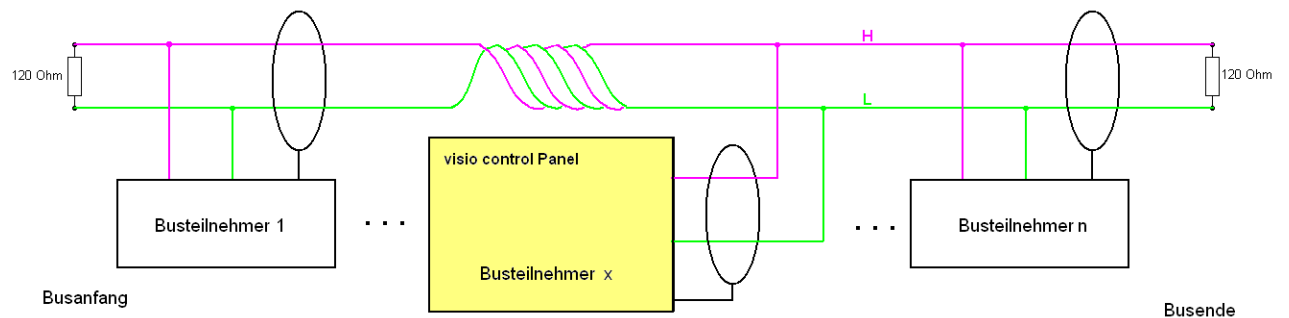 H
120 Ohm
120 Ohm
L
visio control Panel
Busteilnehmer 1
. . .
Busteilnehmer x
. . .
Busteilnehmer n
Busanfang
Busende